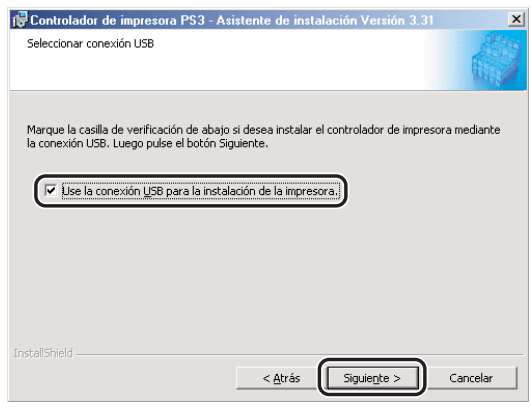 Controlador de impresora PS3 - Asistente de instalación Versión 3.31
Seleccionar conexión USB
Marque la casilla de verificación de abajo si desea instalar el controlador de impresora mediante
la conexión USB. Luego pulse el botón Siguiente.
Use la conexión USB para la instalación de la impresora.
InstallShield
< Atrás Siguiente > Cancelar